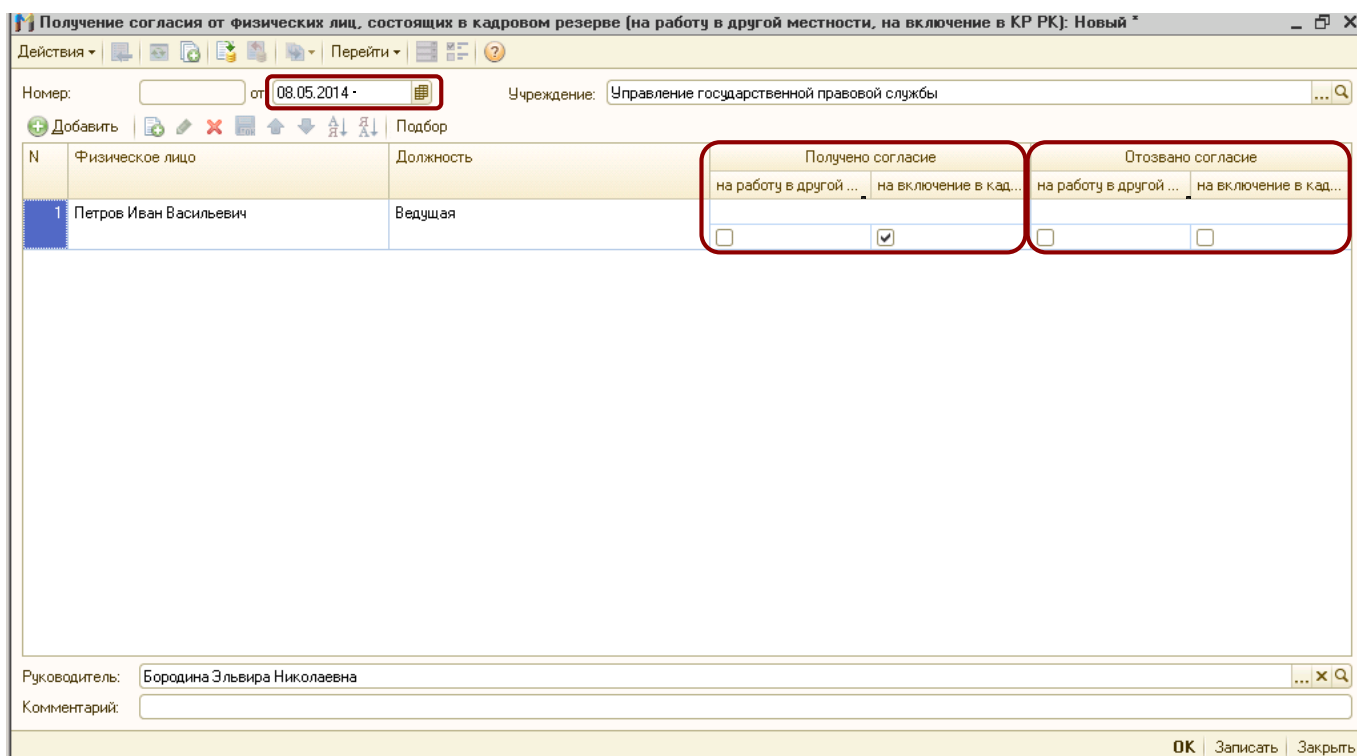 Получение согласия от физических лиц, состоящих в кадровом резерве (на работу в другой местности, на включение в КР РК): Новый *
Действия Перейти
Номер: от 08.05.2014 - Учреждение: Управление государственной правовой службы ...
Добавить Подбор
N Физическое лицо Должность Получено согласие Отозвано согласие
на работу в другой ... на включение в кад... на работу в другой ... на включение в кад...
1 Петров Иван Васильевич Ведущая
Руководитель: Бородина Эльвира Николаевна ...
Комментарий:
ОК Записать Закрыть